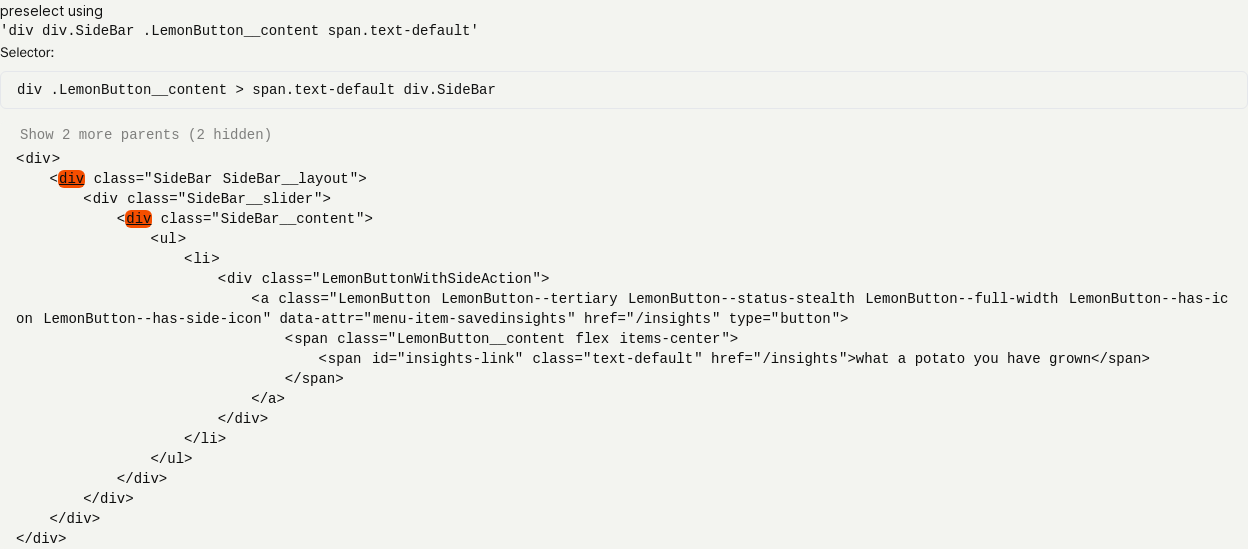 preselect using
'div div.SideBar .LemonButton__content span.text-default'
Selector:
div .LemonButton__content > span.text-default div.SideBar
Show 2 more parents (2 hidden)
<div>
<div class="SideBar SideBar__layout">
<div class="SideBar__slider">
<div class="SideBar__content">
<ul>
<li>
<div class="LemonButtonWithSideAction">
<a class="LemonButton LemonButton--tertiary LemonButton--status-stealth LemonButton--full-width LemonButton--has-ic
on LemonButton--has-side-icon" data-attr="menu-item-savedinsights" href="/insights" type="button">
<span class="LemonButton__content flex items-center">
<span id="insights-link" class="text-default" href="/insights">what a potato you have grown</span>
</span>
</a>
</div>
</li>
</ul>
</div>
</div>
</div>
</div>